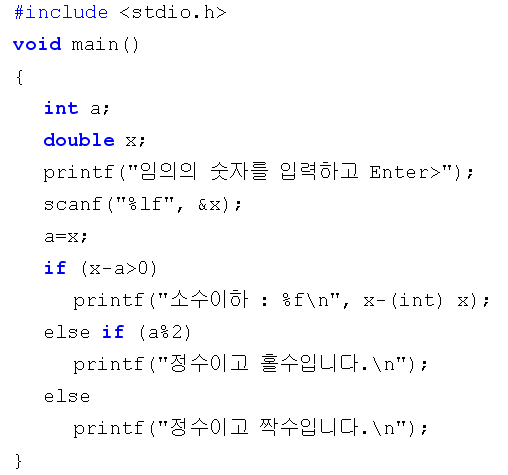 #include <stdio.h>
void main()
{
int a;
double x;
printf("임의의 숫자를 입력하고 Enter>");
scanf("%lf", &x);
a=x;
if (x-a>0)
printf("소수이하 : %f\n", x-(int) x);
else if (a%2)
printf("정수이고 홀수입니다.\n");
else
printf("정수이고 짝수입니다.\n");
}